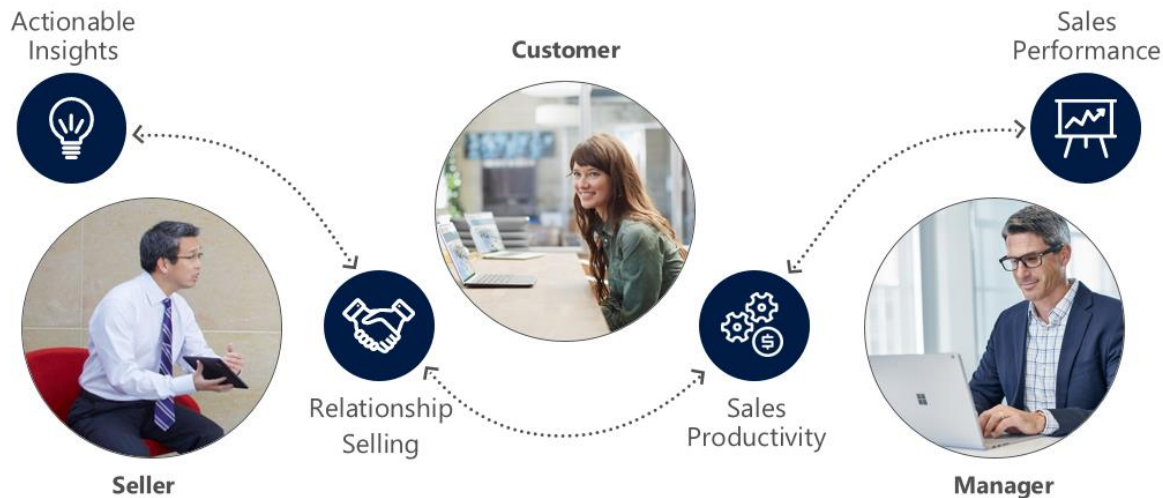 Actionable
Insights
Customer
Sales
Performance
Relationship
Selling
Sales
Productivity
Seller
Manager